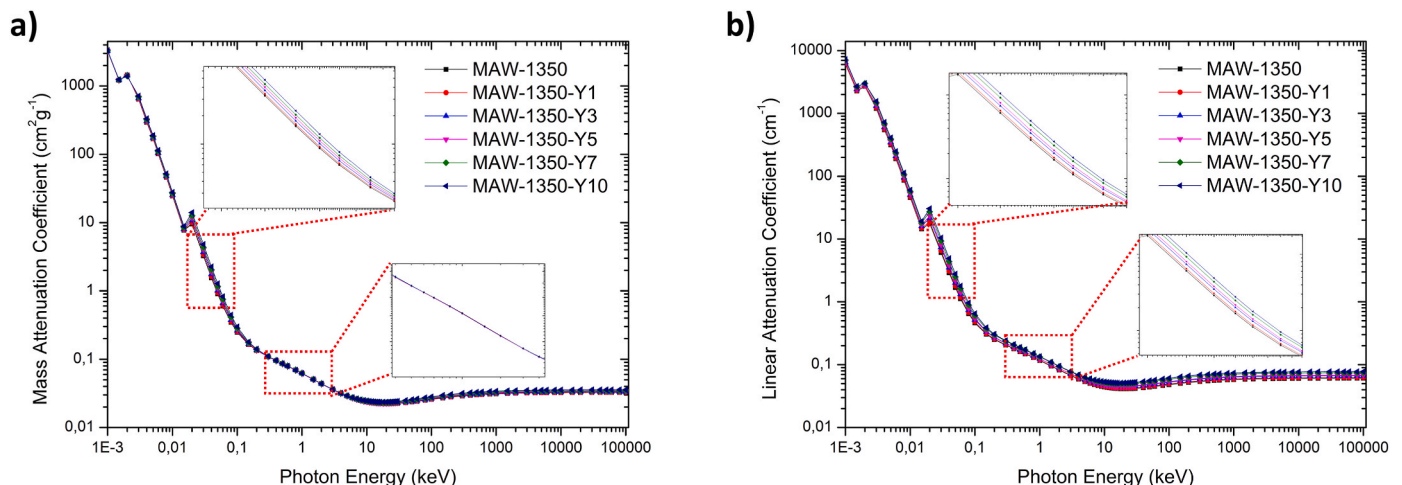 a)
Mass Attenuation Coefficient (cm²g⁻¹)
1000
100
10
1
0,1
0,01
1E-3 0,01 0,1 1 10 100 1000 10000 100000
Photon Energy (keV)
MAW-1350
MAW-1350-Y1
MAW-1350-Y3
MAW-1350-Y5
MAW-1350-Y7
MAW-1350-Y10
b)
Linear Attenuation Coefficient (cm⁻¹)
10000
1000
100
10
1
0,1
0,01
1E-3 0,01 0,1 1 10 100 1000 10000 100000
Photon Energy (keV)
MAW-1350
MAW-1350-Y1
MAW-1350-Y3
MAW-1350-Y5
MAW-1350-Y7
MAW-1350-Y10